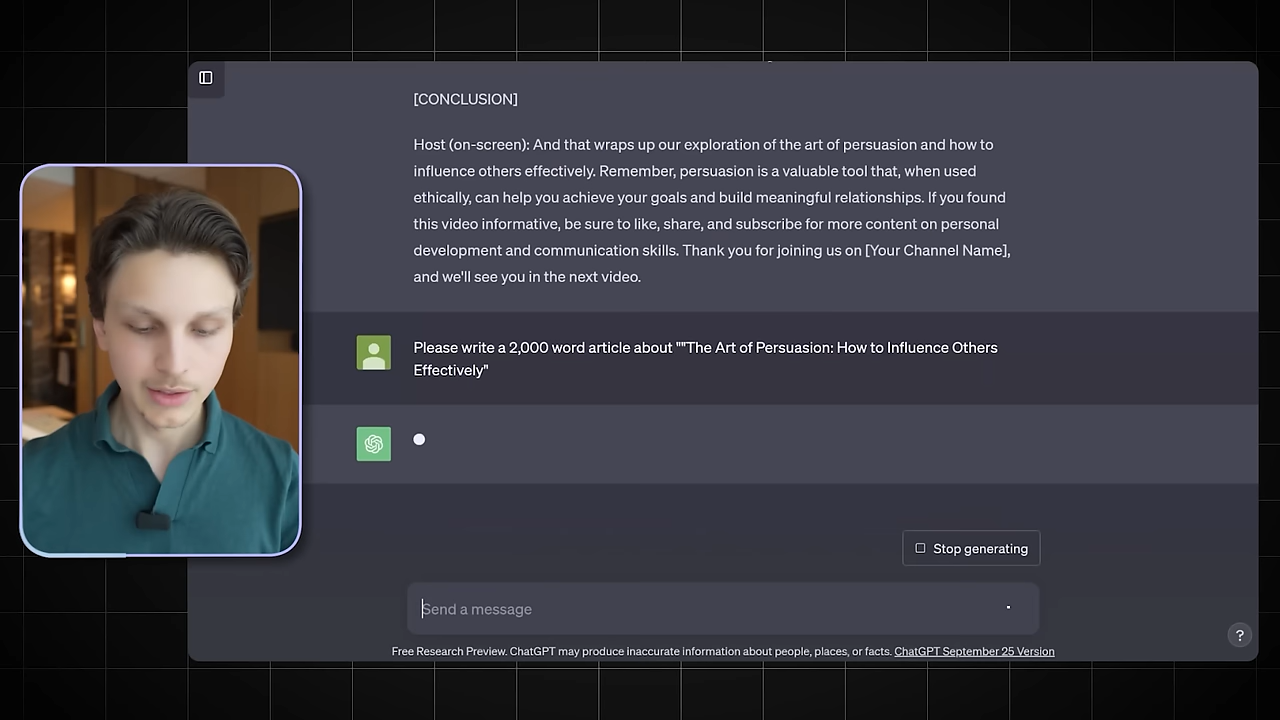 [CONCLUSION]
Host (on-screen): And that wraps up our exploration of the art of persuasion and how to
influence others effectively. Remember, persuasion is a valuable tool that, when used
ethically, can help you achieve your goals and build meaningful relationships. If you found
this video informative, be sure to like, share, and subscribe for more content on personal
development and communication skills. Thank you for joining us on [Your Channel Name],
and we'll see you in the next video.
Please write a 2,000 word article about ""The Art of Persuasion: How to Influence Others
Effectively"
Stop generating
Send a message
?
Free Research Preview. ChatGPT may produce inaccurate information about people, places, or facts. ChatGPT September 25 Version